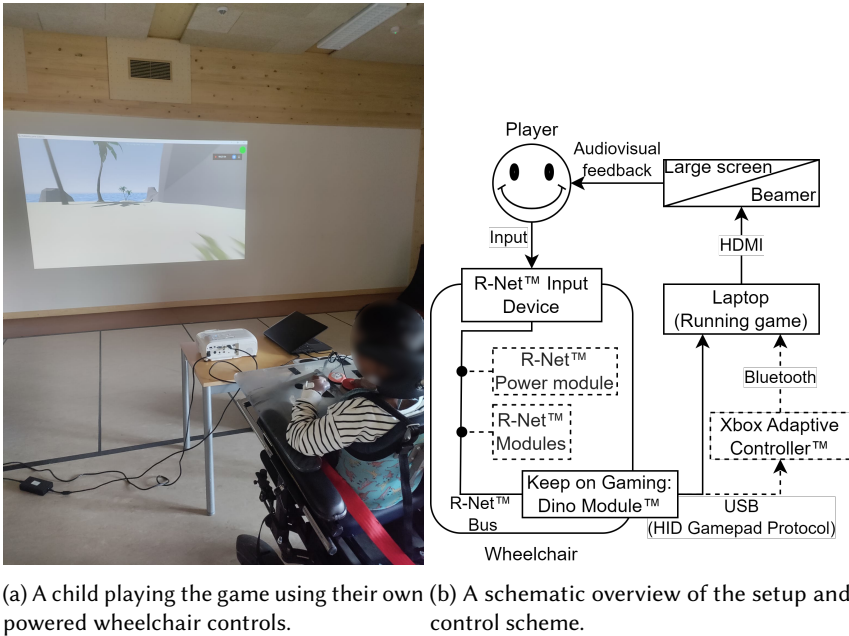 Player
Audiovisual
feedback
Large screen
Beamer
Input
HDMI
R-Net™ Input
Device
Laptop
(Running game)
R-Net™
Power module
Bluetooth
R-Net™
Modules
Xbox Adaptive
Controller™
Keep on Gaming:
Dino Module™
R-Net™
Bus
USB
(HID Gamepad Protocol)
Wheelchair
(a) A child playing the game using their own
powered wheelchair controls.
(b) A schematic overview of the setup and
control scheme.